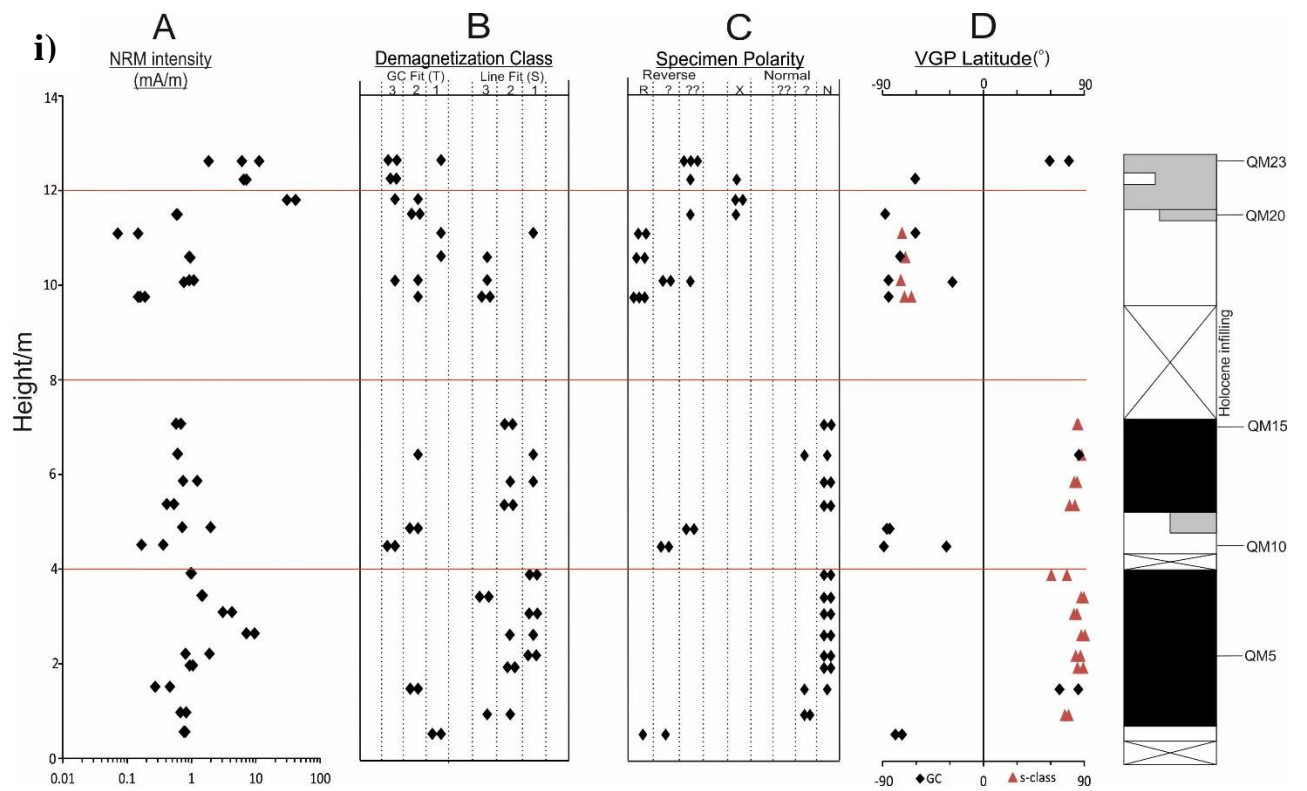 i)
A B C D
NRM intensity Demagnetization Class Specimen Polarity VGP Latitude(°)
(mA/m) GC Fit (T) Line Fit (S) Reverse Normal
3 2 1 3 2 1 R ? ?? X ?? ? N -90 0 90
14
12
10
8
6
4
2
0
Height/m
QM23
QM20
Holocene infilling
QM15
QM10
QM5
0.01 0.1 1 10 100 -90 0 90
GC s-class